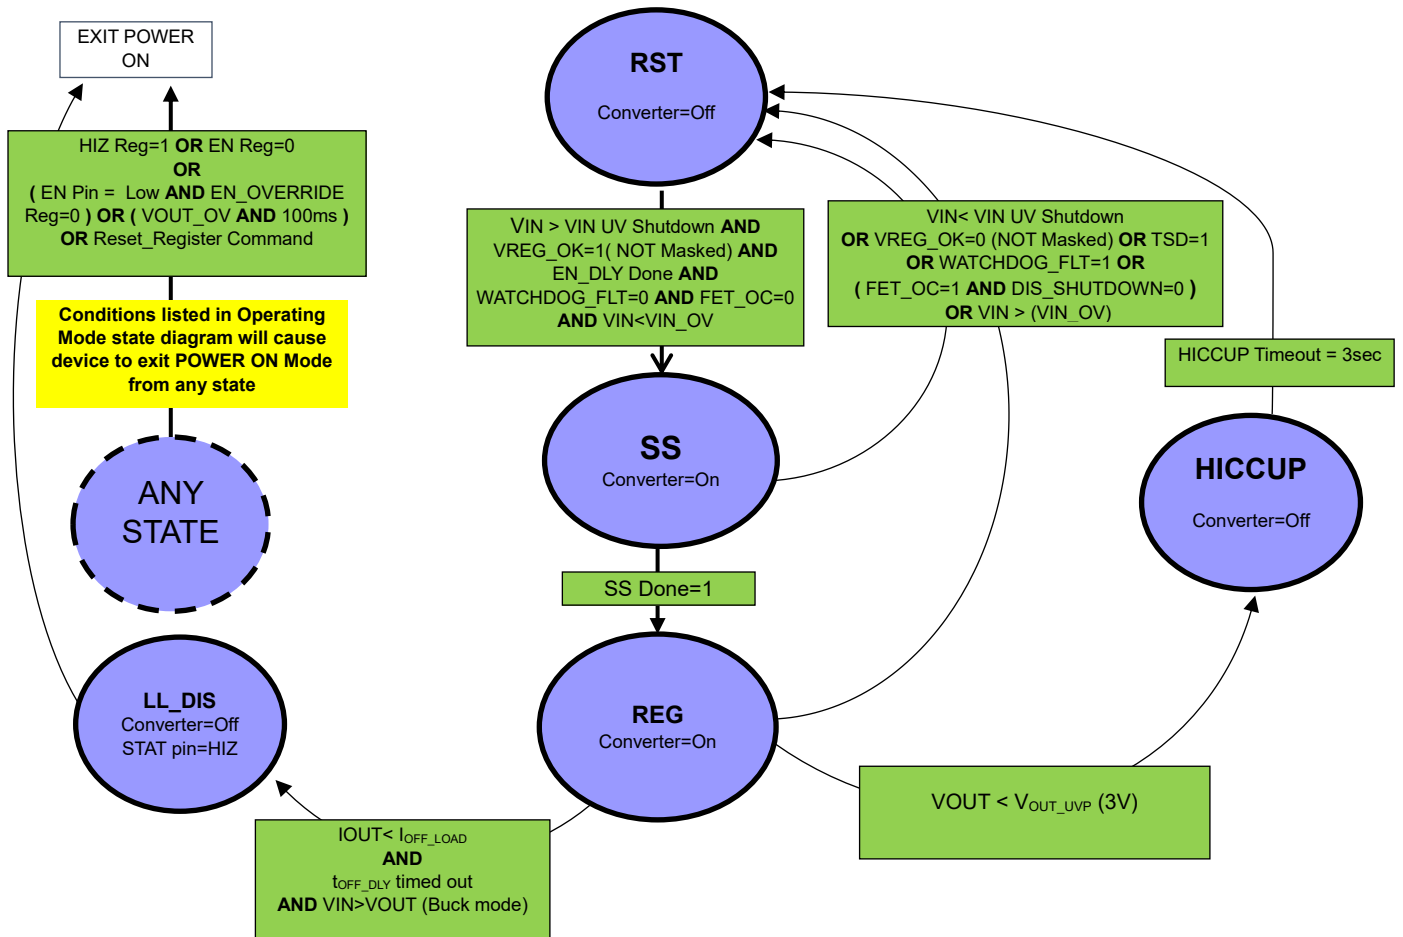 EXIT POWER
ON
HIZ Reg=1 OR EN Reg=0
OR
( EN Pin = Low AND EN_OVERRIDE
Reg=0 ) OR ( VOUT_OV AND 100ms )
OR Reset_Register Command
Conditions listed in Operating
Mode state diagram will cause
device to exit POWER ON Mode
from any state
ANY
STATE
LL_DIS
Converter=Off
STAT pin=HIZ
RST
Converter=Off
VIN > VIN UV Shutdown AND
VREG_OK=1( NOT Masked) AND
EN_DLY Done AND
WATCHDOG_FLT=0 AND FET_OC=0
AND VIN<VIN_OV
SS
Converter=On
SS Done=1
REG
Converter=On
IOUT< IOFF_LOAD
AND
tOFF_DLY timed out
AND VIN>VOUT (Buck mode)
VIN< VIN UV Shutdown
OR VREG_OK=0 (NOT Masked) OR TSD=1
OR WATCHDOG_FLT=1 OR
( FET_OC=1 AND DIS_SHUTDOWN=0 )
OR VIN > (VIN_OV)
HICCUP Timeout = 3sec
HICCUP
Converter=Off
VOUT < VOUT_UVP (3V)